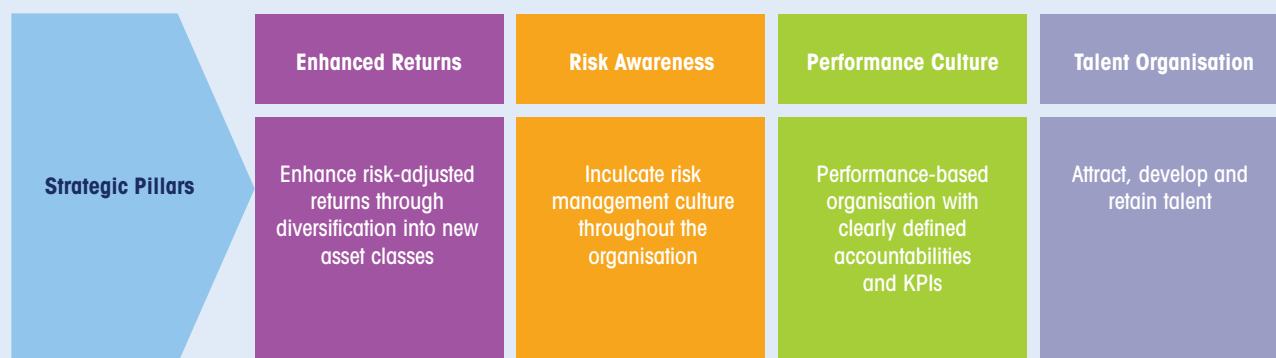 Strategic Pillars
Enhanced Returns
Enhance risk-adjusted
returns through
diversification into new
asset classes
Risk Awareness
Inculcate risk
management culture
throughout the
organisation
Performance Culture
Performance-based
organisation with
clearly defined
accountabilities
and KPIs
Talent Organisation
Attract, develop and
retain talent